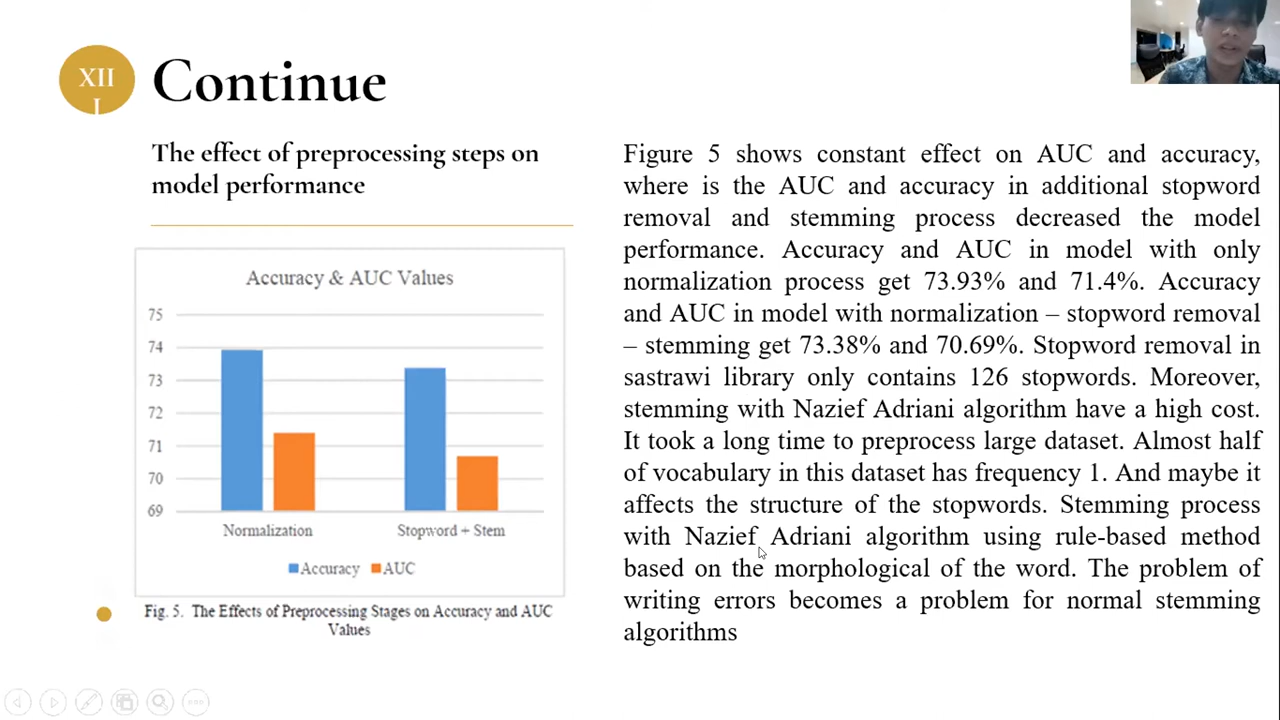 XII
I
Continue
The effect of preprocessing steps on
model performance
Accuracy & AUC Values
75
74
73
72
71
70
69
Normalization
Stopword + Stem
Accuracy
AUC
Fig. 5. The Effects of Preprocessing Stages on Accuracy and AUC
Values
Figure 5 shows constant effect on AUC and accuracy,
where is the AUC and accuracy in additional stopword
removal and stemming process decreased the model
performance. Accuracy and AUC in model with only
normalization process get 73.93% and 71.4%. Accuracy
and AUC in model with normalization – stopword removal
– stemming get 73.38% and 70.69%. Stopword removal in
sastrawi library only contains 126 stopwords. Moreover,
stemming with Nazief Adriani algorithm have a high cost.
It took a long time to preprocess large dataset. Almost half
of vocabulary in this dataset has frequency 1. And maybe it
affects the structure of the stopwords. Stemming process
with Nazief Adriani algorithm using rule-based method
based on the morphological of the word. The problem of
writing errors becomes a problem for normal stemming
algorithms